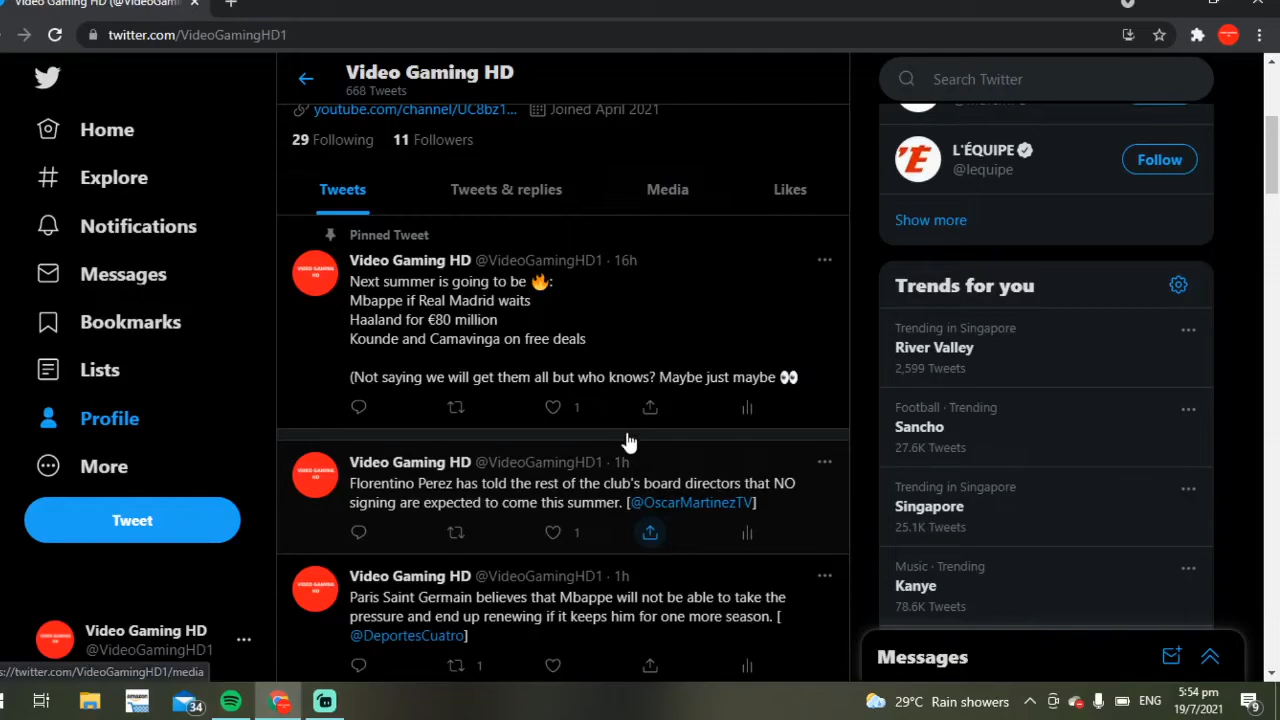 Video Gaming HD (@VideoGami
twitter.com/VideoGamingHD1
Video Gaming HD
668 Tweets
youtube.com/channel/UC8bz1... Joined April 2021
29 Following 11 Followers
Tweets Tweets & replies Media Likes
Home
Explore
Notifications
Messages
Bookmarks
Lists
Profile
More
Tweet
Video Gaming HD
@VideoGamingHD1
Pinned Tweet
Video Gaming HD @VideoGamingHD1 · 16h
Next summer is going to be 🔥:
Mbappe if Real Madrid waits
Haaland for €80 million
Kounde and Camavinga on free deals
(Not saying we will get them all but who knows? Maybe just maybe 👀
1
Video Gaming HD @VideoGamingHD1 · 1h
Florentino Perez has told the rest of the club's board directors that NO
signing are expected to come this summer. [@OscarMartinezTV]
1
Video Gaming HD @VideoGamingHD1 · 1h
Paris Saint Germain believes that Mbappe will not be able to take the
pressure and end up renewing if it keeps him for one more season. [
@DeportesCuatro]
1
Search Twitter
L'ÉQUIPE
@lequipe
Follow
Show more
Trends for you
Trending in Singapore
River Valley
2,599 Tweets
Football · Trending
Sancho
27.6K Tweets
Trending in Singapore
Singapore
25.1K Tweets
Music · Trending
Kanye
78.6K Tweets
Messages
s://twitter.com/VideoGamingHD1/media
amazon
34
29°C Rain showers
ENG
5:54 pm
19/7/2021
9